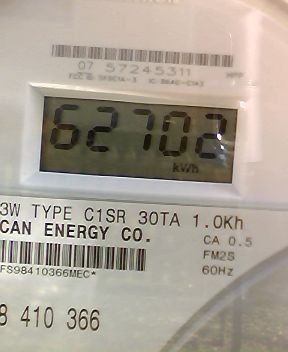 07 57245311
62702
kWh
3W TYPE C1SR 30TA 1.0Kh
CAN ENERGY CO.
CA 0.5
FM2S
60Hz
FS98410366MEC*
8 410 366